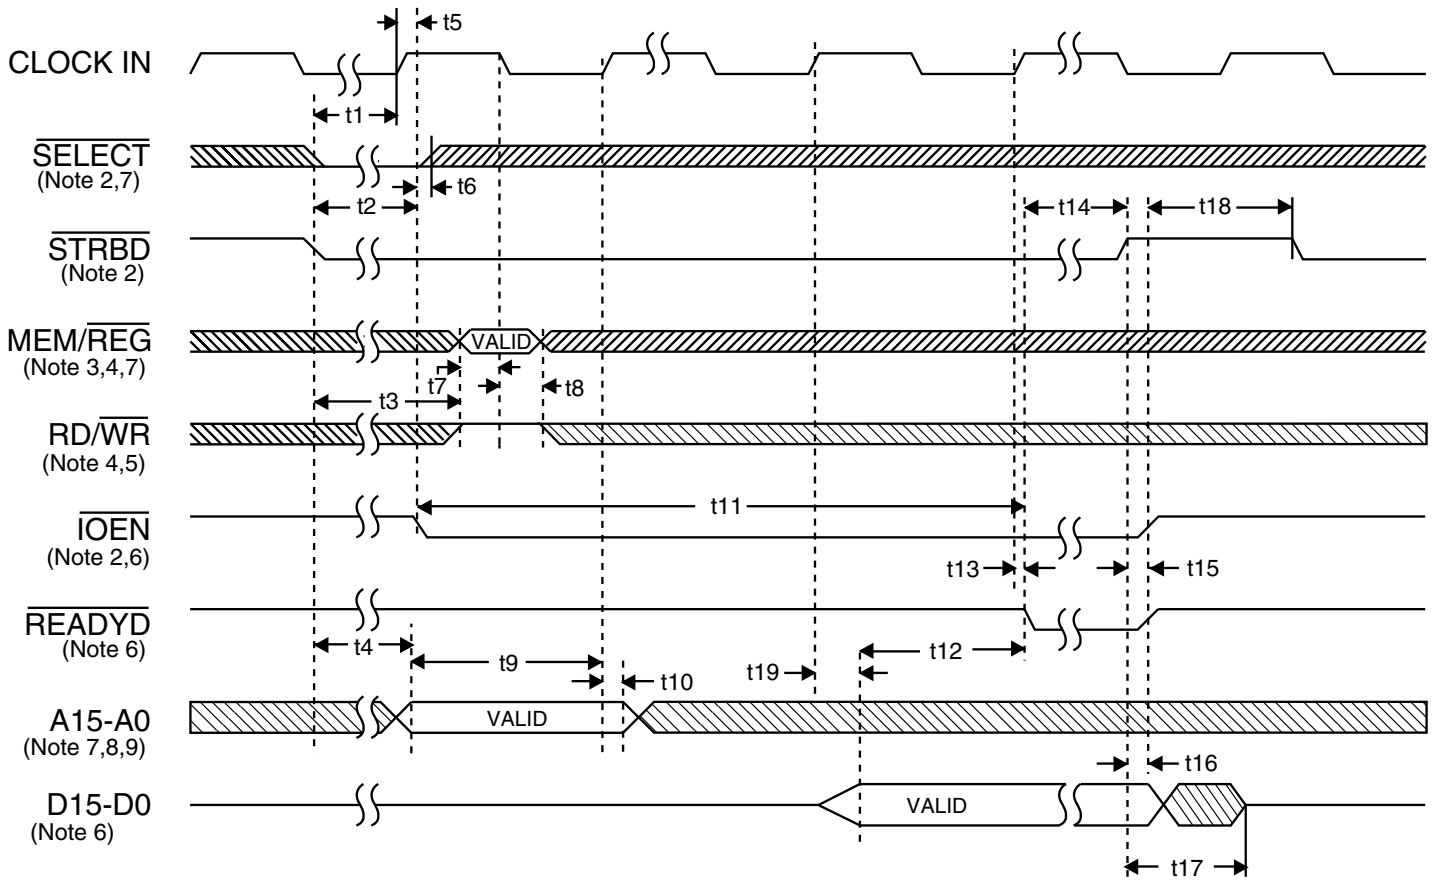 t5
CLOCK IN
t1
SELECT
(Note 2,7)
t6
t2
t14
t18
STRBD
(Note 2)
MEM/REG
VALID
(Note 3,4,7)
t7
t8
t3
RD/WR
(Note 4,5)
t11
IOEN
(Note 2,6)
t13
t15
READYD
(Note 6)
t4
t9
t12
t19
t10
A15-A0
VALID
(Note 7,8,9)
t16
D15-D0
VALID
(Note 6)
t17